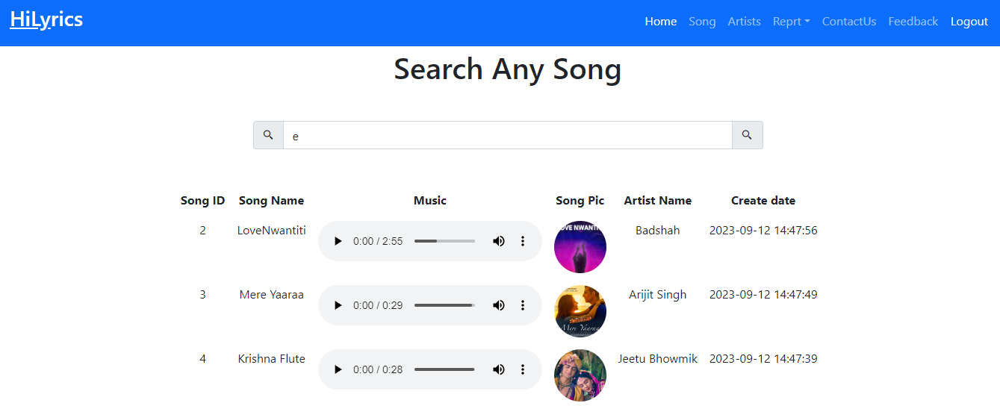 HiLyrics Home Song Artists Reprt ContactUs Feedback Logout
Search Any Song
e
Song ID Song Name Music Song Pic Artist Name Create date
2 LoveNwantiti 0:00 / 2:55 OVE NWANTI Badshah 2023-09-12 14:47:56
3 Mere Yaaraa 0:00 / 0:29 Mere Yaaraa Arijit Singh 2023-09-12 14:47:49
4 Krishna Flute 0:00 / 0:28 Jeetu Bhowmik 2023-09-12 14:47:39